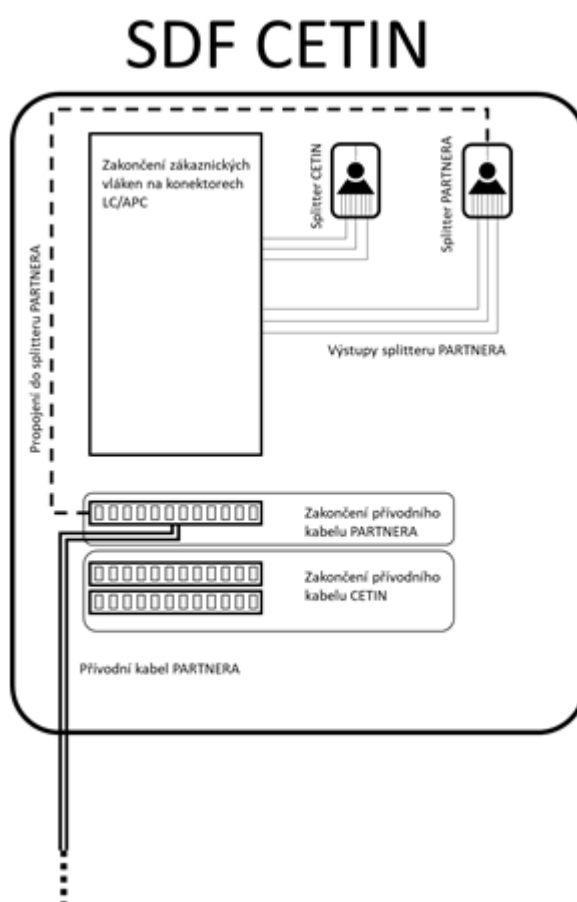 SDF CETIN
Zakončení zákaznických
vláken na konektorech
LC/APC
Splitter CETIN
Splitter PARTNERA
Propojení do splitteru PARTNERA
Výstupy splitteru PARTNERA
Zakončení přívodního
kabelu PARTNERA
Zakončení přívodního
kabelu CETIN
Přívodní kabel PARTNERA